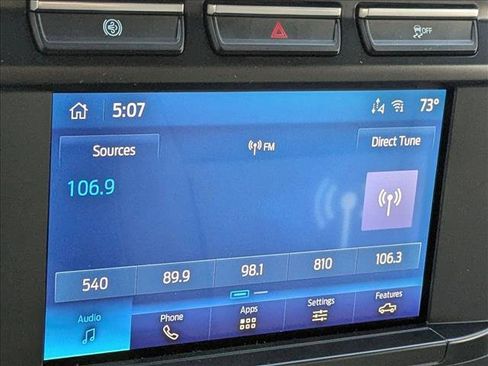 OFF
5:07
73°
Sources
FM
Direct Tune
106.9
540 89.9 98.1 810 106.3
Audio Phone Apps Settings Features